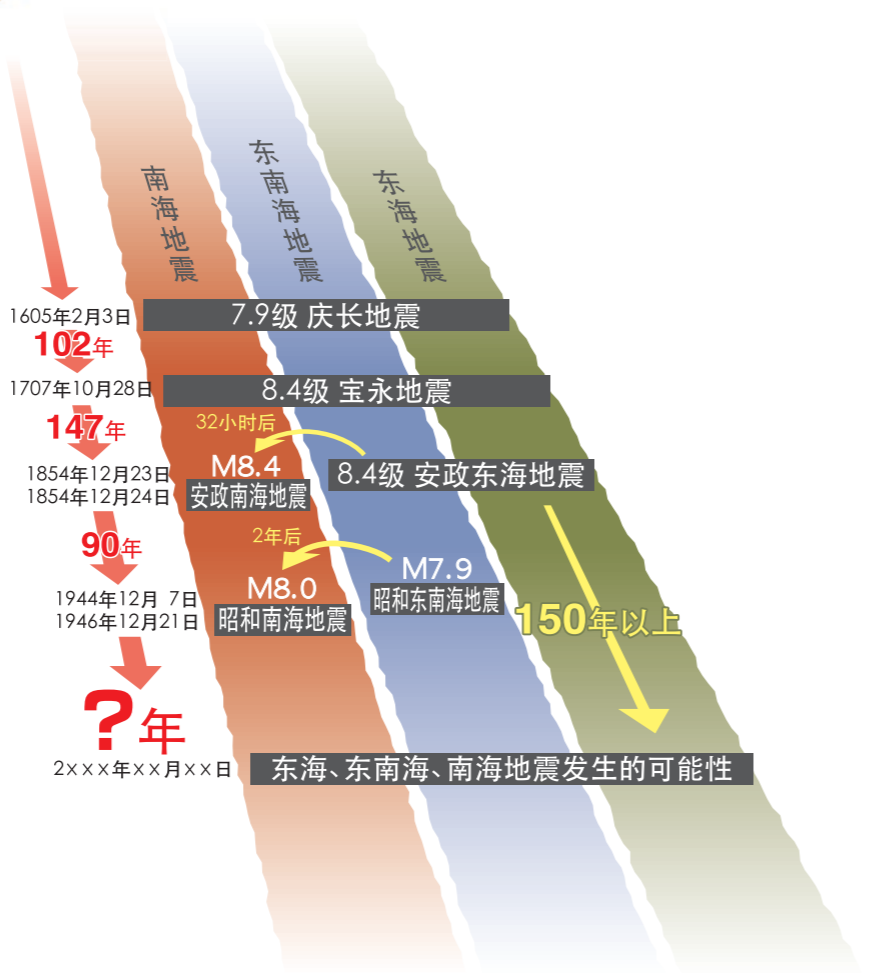 南海地震
东南海地震
东海地震
1605年2月3日
7.9级 庆长地震
102年
1707年10月28日
8.4级 宝永地震
147年
32小时后
1854年12月23日
1854年12月24日
M8.4
安政南海地震
8.4级 安政东海地震
90年
2年后
1944年12月 7日
1946年12月21日
M8.0
昭和南海地震
M7.9
昭和东南海地震
150年以上
?年
2×××年××月××日
东海、东南海、南海地震发生的可能性